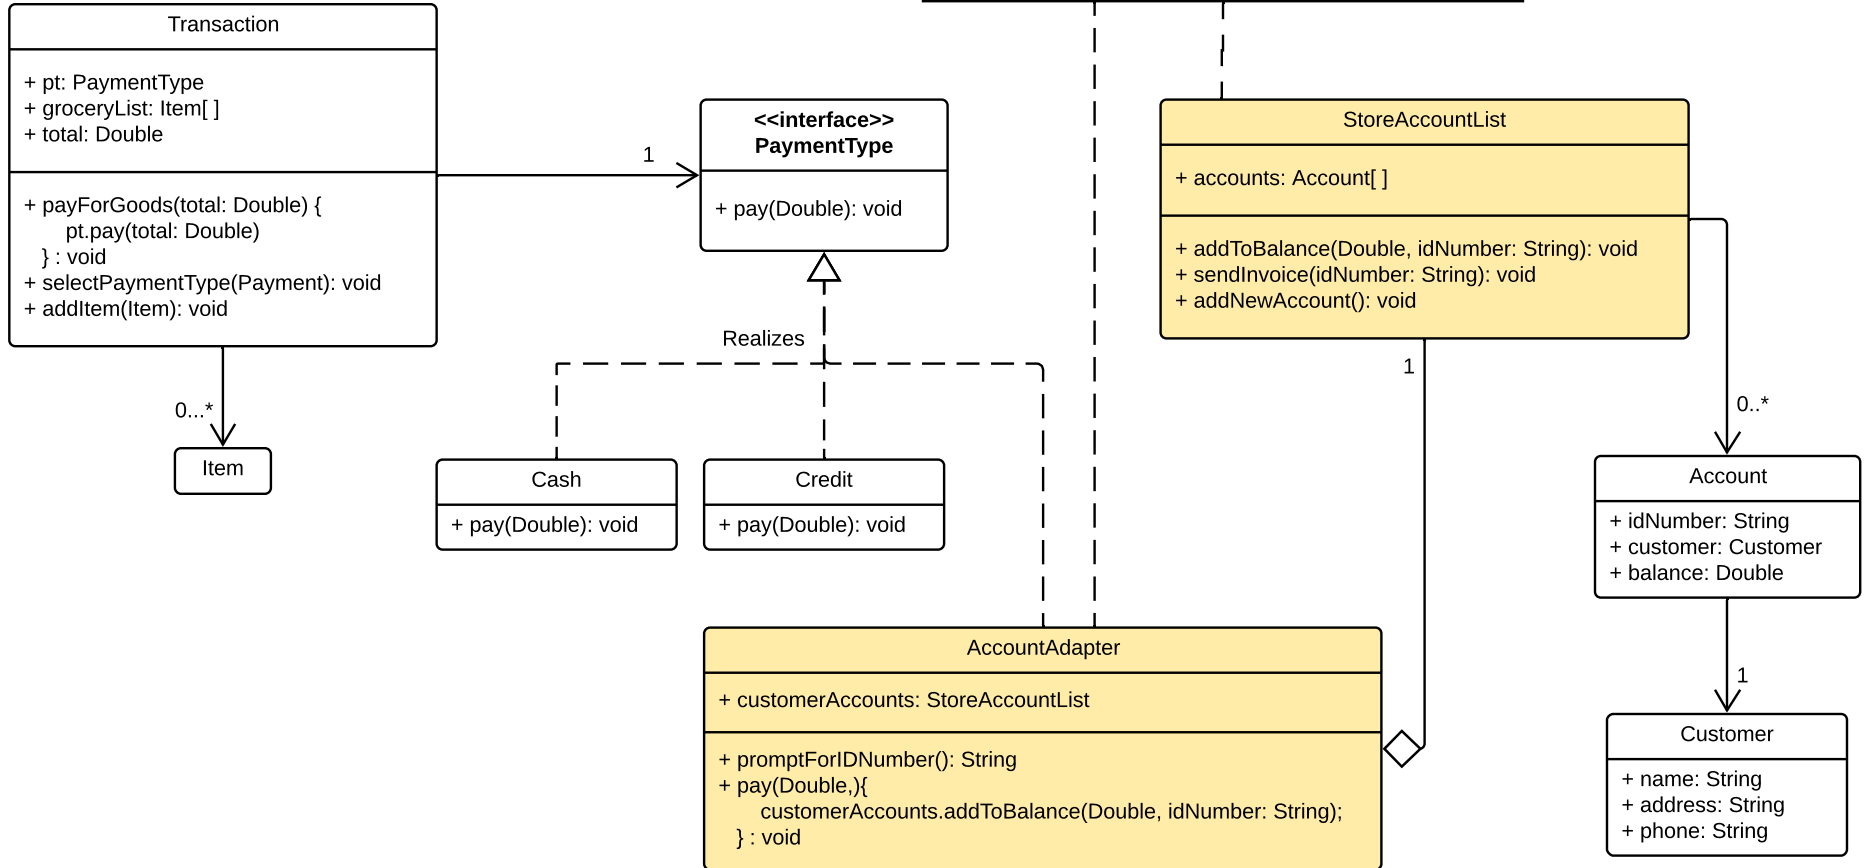 Transaction
+ pt: PaymentType
+ groceryList: Item[ ]
+ total: Double
+ payForGoods(total: Double) {
pt.pay(total: Double)
} : void
+ selectPaymentType(Payment): void
+ addItem(Item): void
0...*
Item
1
<<interface>>
PaymentType
+ pay(Double): void
Realizes
Cash
+ pay(Double): void
Credit
+ pay(Double): void
StoreAccountList
+ accounts: Account[ ]
+ addToBalance(Double, idNumber: String): void
+ sendInvoice(idNumber: String): void
+ addNewAccount(): void
1
0..*
Account
+ idNumber: String
+ customer: Customer
+ balance: Double
1
Customer
+ name: String
+ address: String
+ phone: String
AccountAdapter
+ customerAccounts: StoreAccountList
+ promptForIDNumber(): String
+ pay(Double,){
customerAccounts.addToBalance(Double, idNumber: String);
} : void